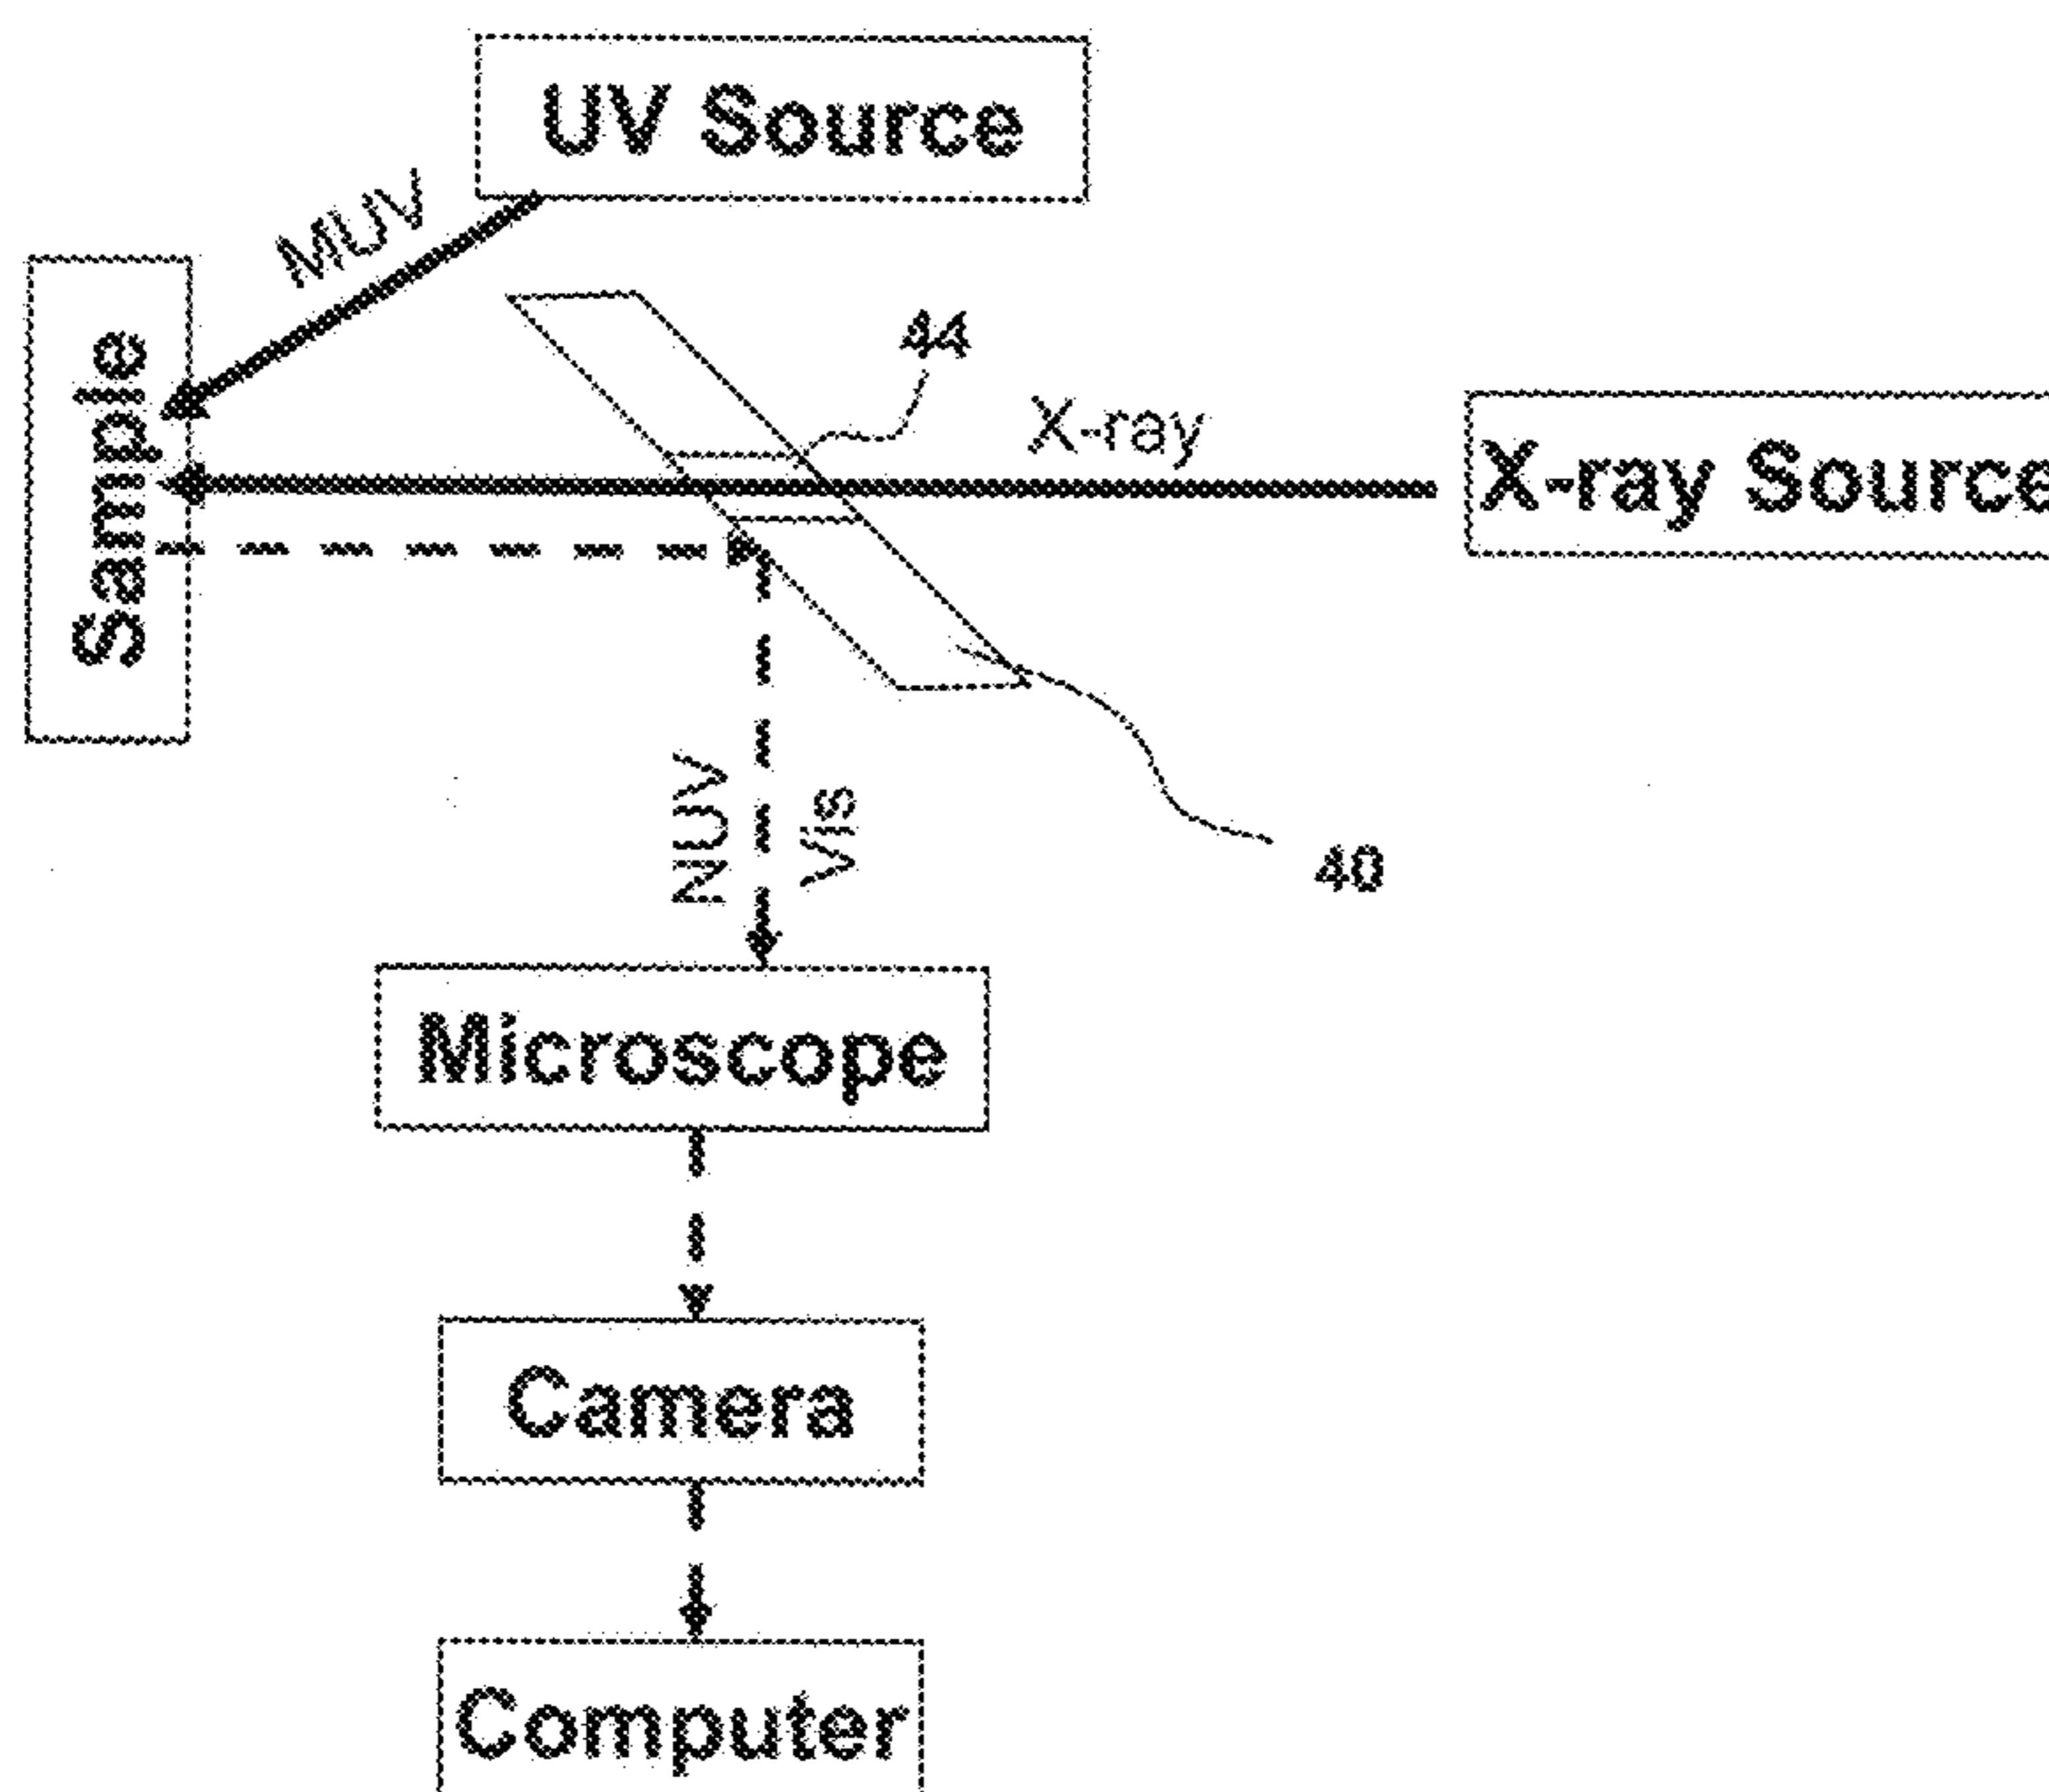 UV Source
MUV
44
X-ray
X-ray Source
Sample
NUV
Vis
40
Microscope
Camera
Computer